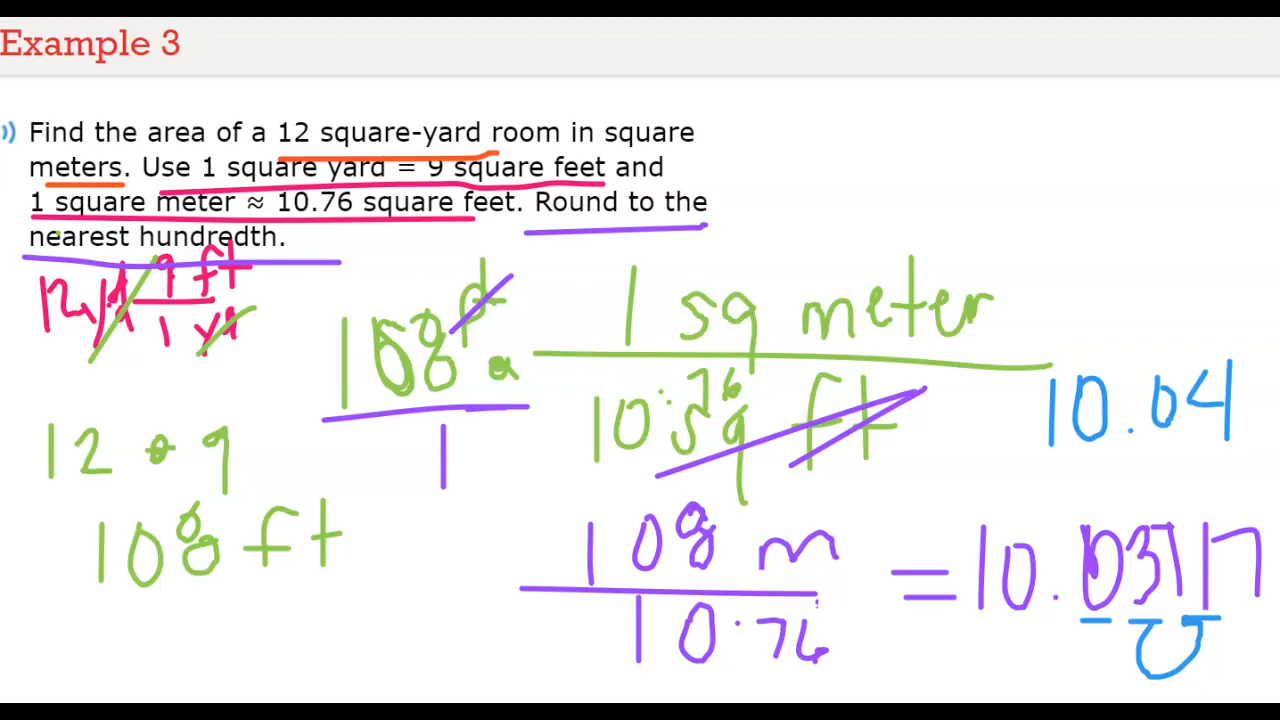 Example 3
Find the area of a 12 square-yard room in square
meters. Use 1 square yard = 9 square feet and
1 square meter ≈ 10.76 square feet. Round to the
nearest hundredth.
12 yd 9 ft
1 yd
108 ft · 1 sq meter
1 10.76 sq ft
10.04
12 · 9
108 ft
108 m
10.76
= 10.03717